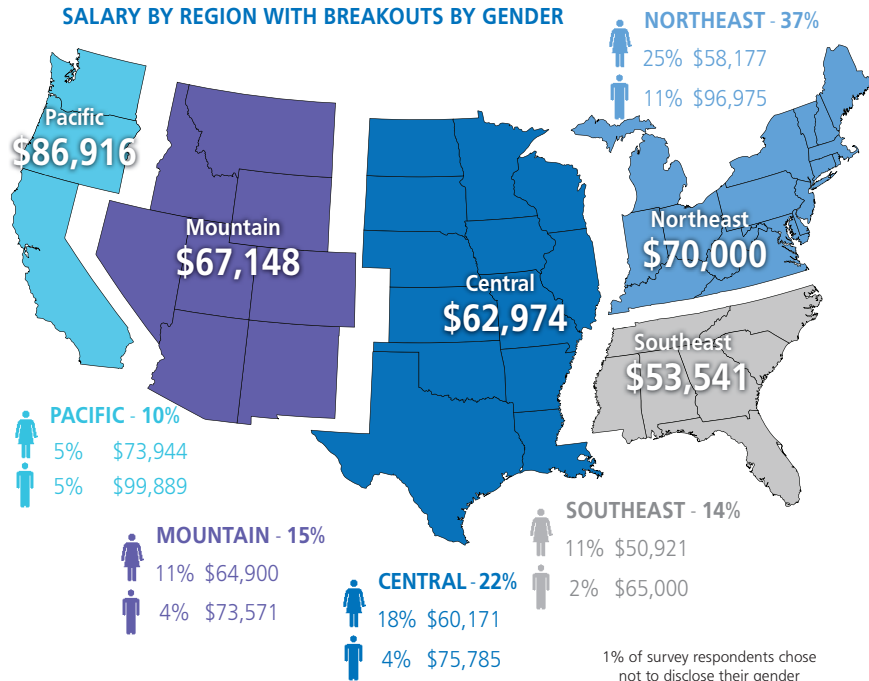 SALARY BY REGION WITH BREAKOUTS BY GENDER
NORTHEAST - 37%
25% $58,177
11% $96,975
Pacific
$86,916
Mountain
$67,148
Central
$62,974
Northeast
$70,000
Southeast
$53,541
PACIFIC - 10%
5% $73,944
5% $99,889
MOUNTAIN - 15%
11% $64,900
4% $73,571
CENTRAL - 22%
18% $60,171
4% $75,785
SOUTHEAST - 14%
11% $50,921
2% $65,000
1% of survey respondents chose
not to disclose their gender